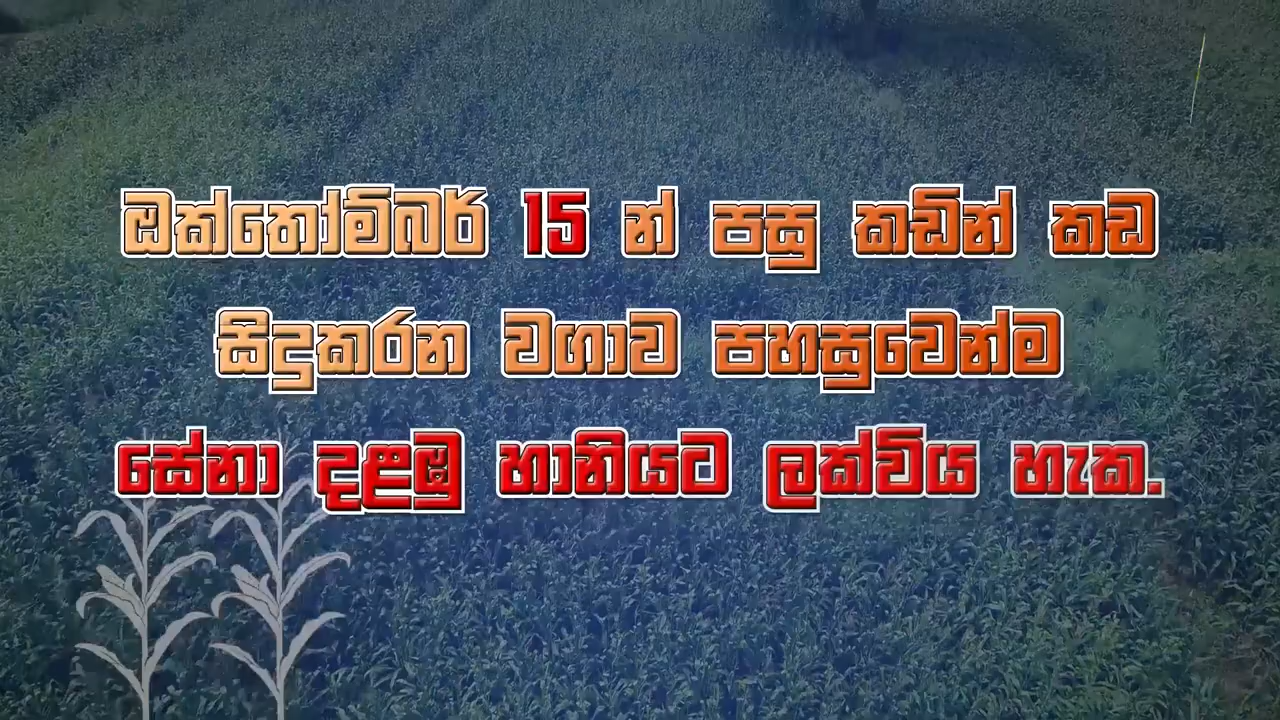 ඔක්තෝම්බර් 15 න් පසු කඩින් කඩ
සිදුකරන වගාව පහසුවෙන්ම
සේනා දළඹු හානියට ලක්විය හැක.